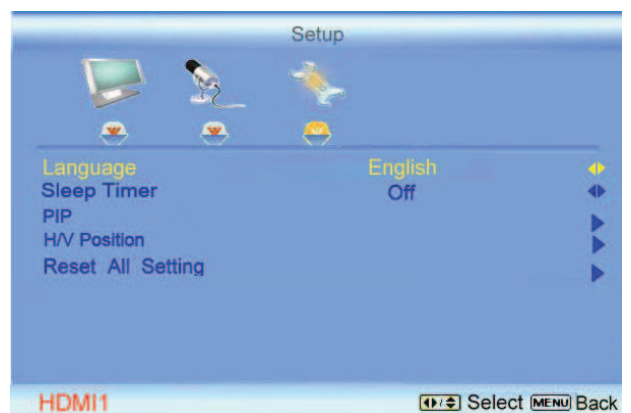 Setup
Language English
Sleep Timer Off
PIP
H/V Position
Reset All Setting
HDMI1 Select MENU Back